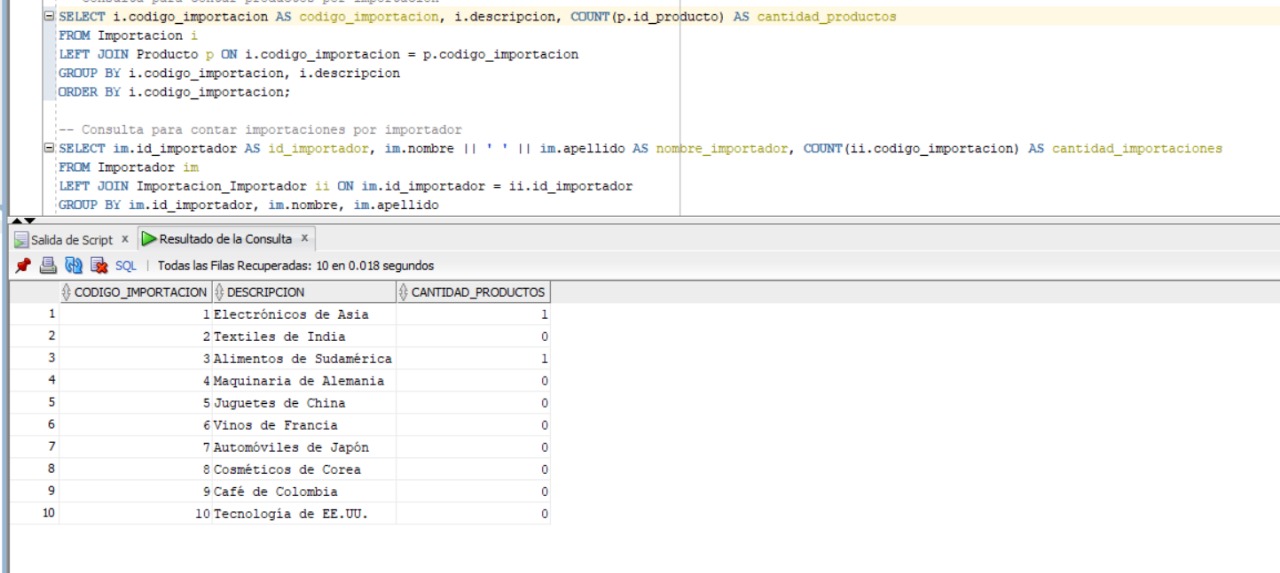 -- Consulta para contar productos por importacion
SELECT i.codigo_importacion AS codigo_importacion, i.descripcion, COUNT(p.id_producto) AS cantidad_productos
FROM Importacion i
LEFT JOIN Producto p ON i.codigo_importacion = p.codigo_importacion
GROUP BY i.codigo_importacion, i.descripcion
ORDER BY i.codigo_importacion;
-- Consulta para contar importaciones por importador
SELECT im.id_importador AS id_importador, im.nombre || ' ' || im.apellido AS nombre_importador, COUNT(ii.codigo_importacion) AS cantidad_importaciones
FROM Importador im
LEFT JOIN Importacion_Importador ii ON im.id_importador = ii.id_importador
GROUP BY im.id_importador, im.nombre, im.apellido
Salida de Script x Resultado de la Consulta x
SQL | Todas las Filas Recuperadas: 10 en 0.018 segundos
CODIGO_IMPORTACION DESCRIPCION CANTIDAD_PRODUCTOS
1 1 Electrónicos de Asia 1
2 2 Textiles de India 0
3 3 Alimentos de Sudamérica 1
4 4 Maquinaria de Alemania 0
5 5 Juguetes de China 0
6 6 Vinos de Francia 0
7 7 Automóviles de Japón 0
8 8 Cosméticos de Corea 0
9 9 Café de Colombia 0
10 10 Tecnología de EE.UU. 0